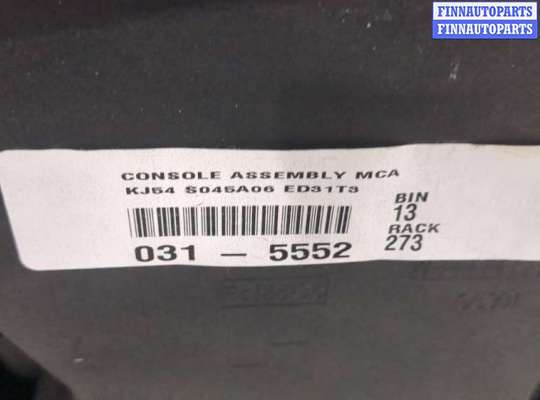 FINNAUTOPARTS
FINNAUTOPARTS
CONSOLE ASSEMBLY MCA
KJ54 S045A06 ED31T3
BIN
13
RACK
273
031 – 5552